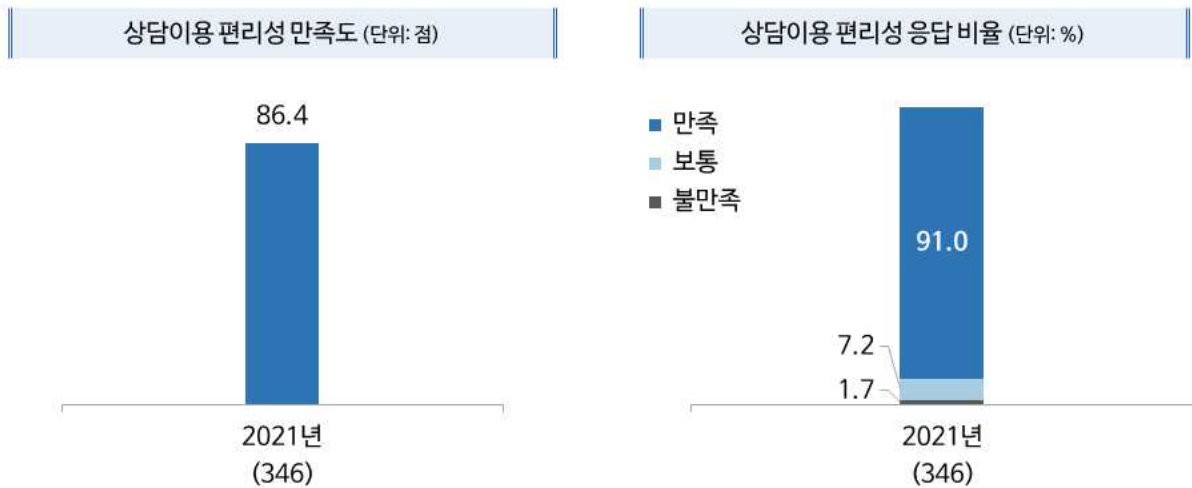 상담이용 편리성 만족도 (단위: 점)
86.4
2021년
(346)
상담이용 편리성 응답 비율 (단위: %)
만족
보통
불만족
91.0
7.2
1.7
2021년
(346)